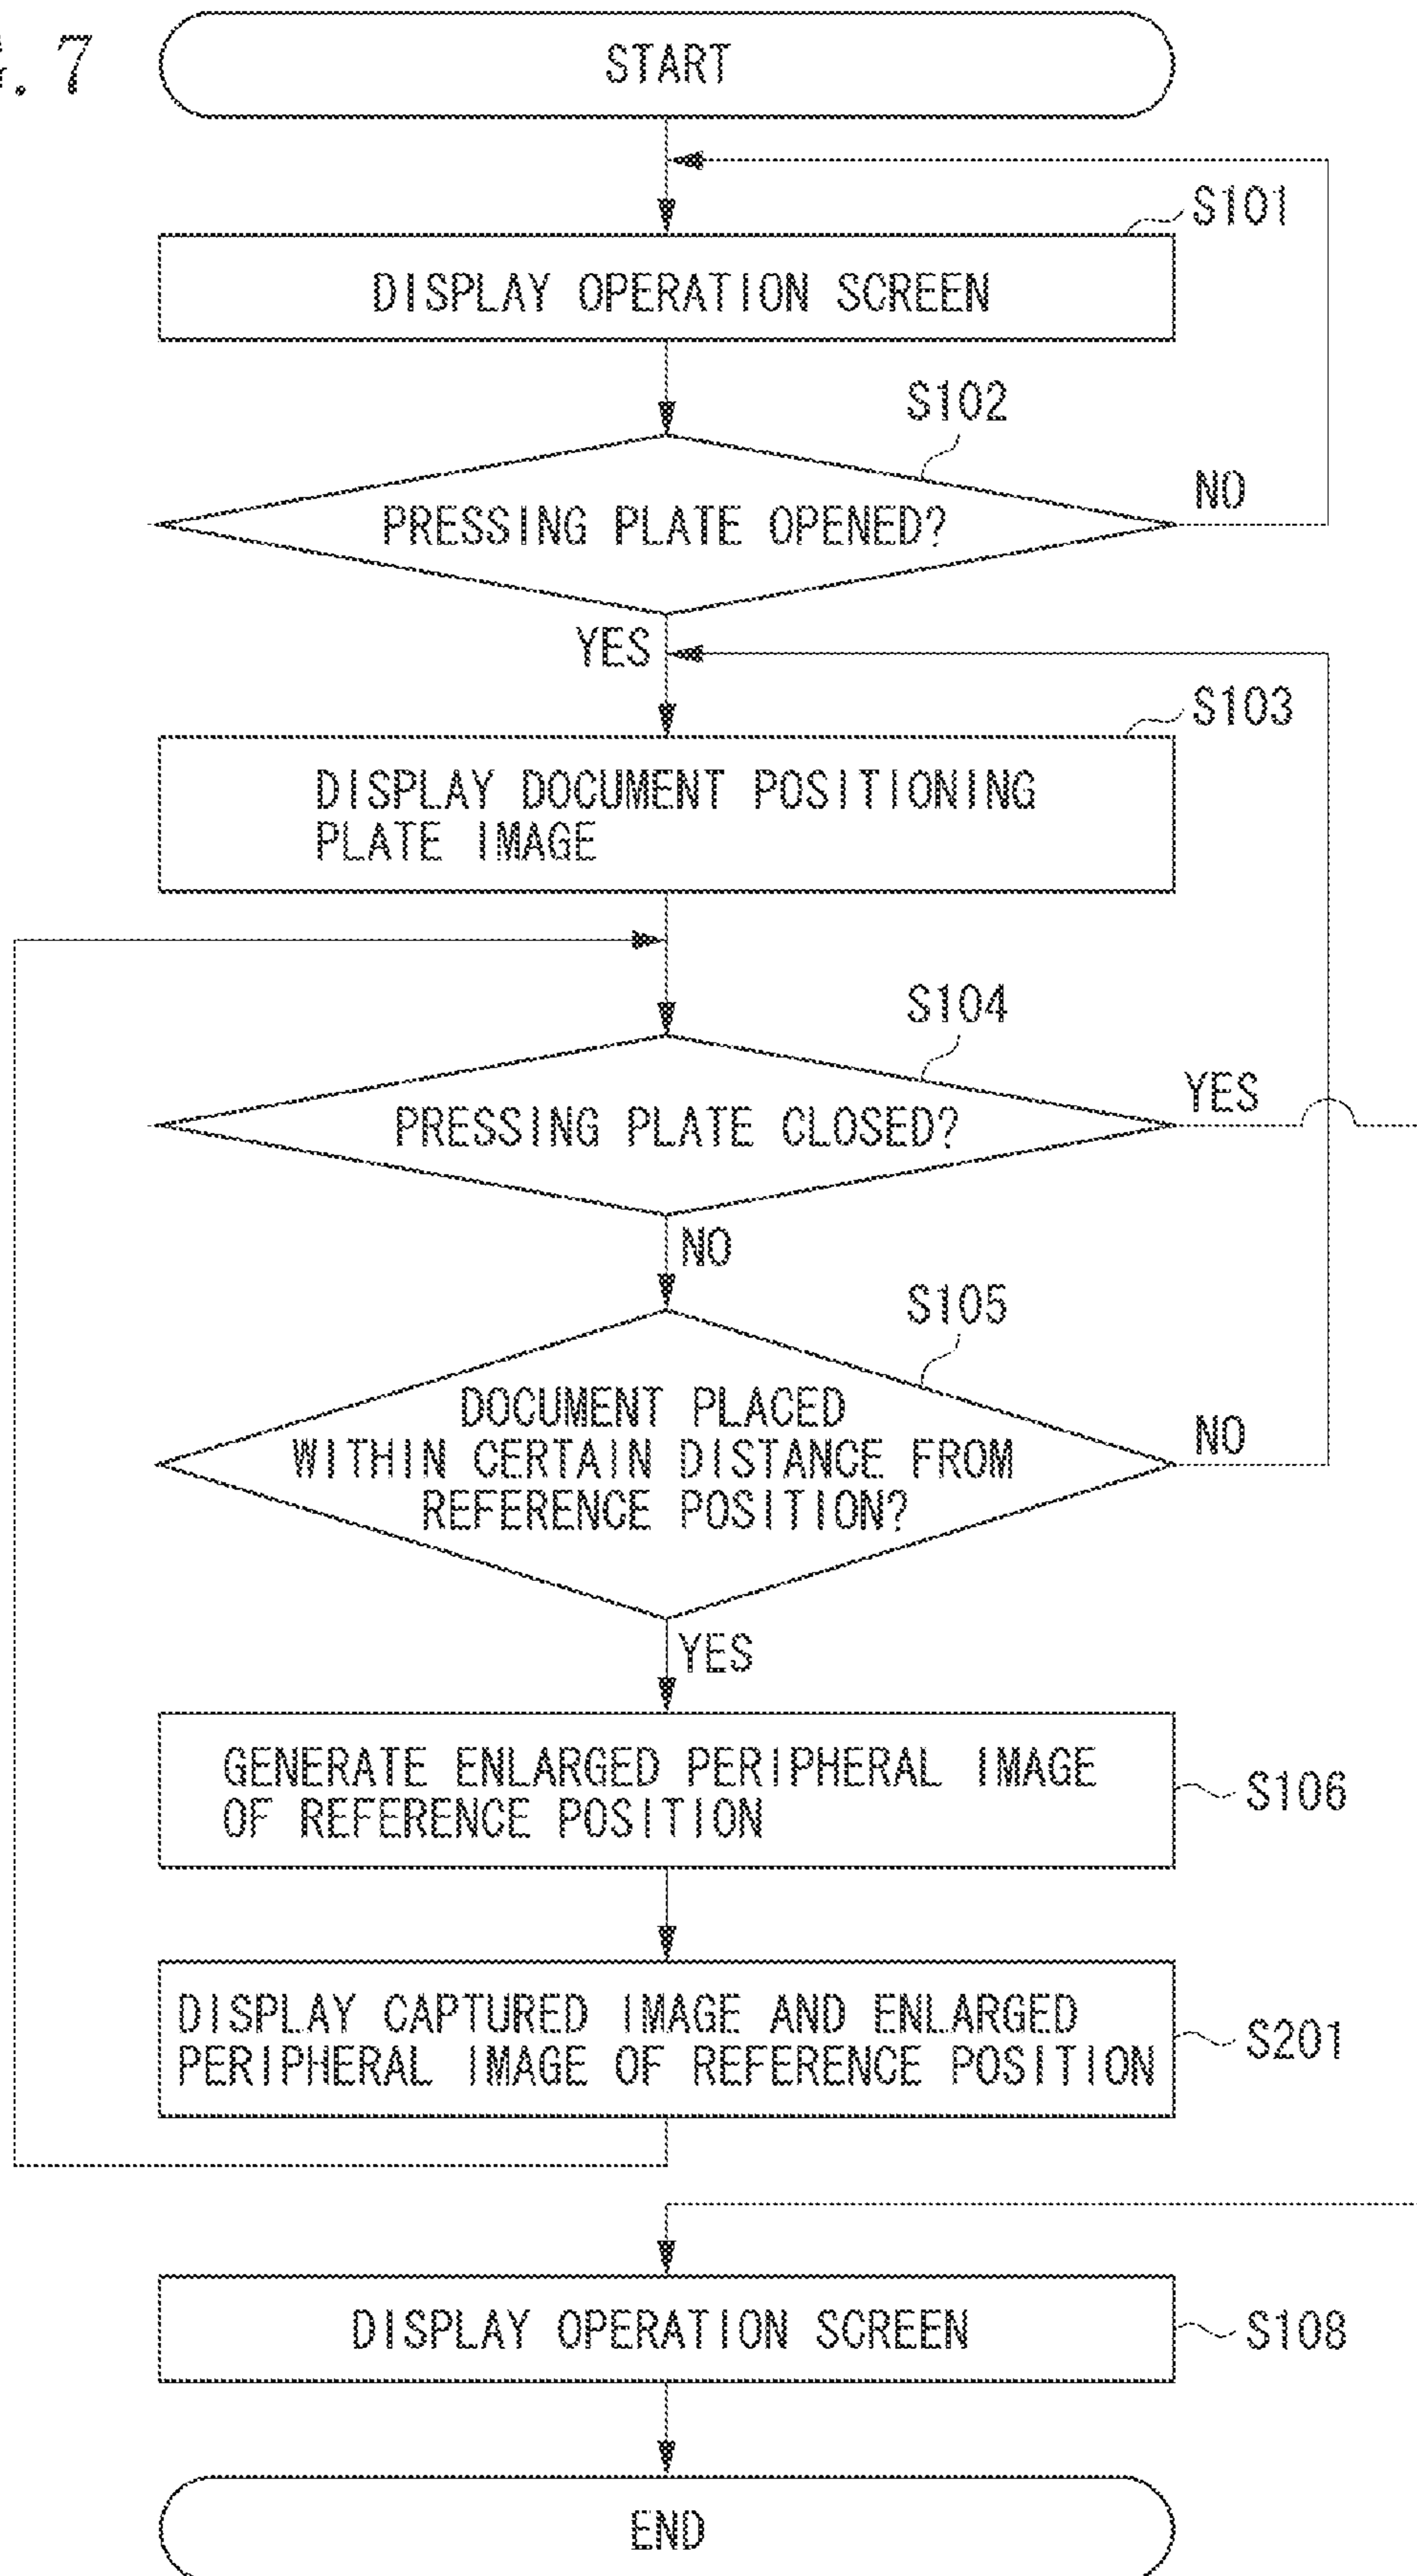 . 7
START
S101
DISPLAY OPERATION SCREEN
S102
PRESSING PLATE OPENED?
NO
YES
S103
DISPLAY DOCUMENT POSITIONING
PLATE IMAGE
S104
PRESSING PLATE CLOSED?
YES
NO
S105
DOCUMENT PLACED
WITHIN CERTAIN DISTANCE FROM
REFERENCE POSITION?
NO
YES
GENERATE ENLARGED PERIPHERAL IMAGE
OF REFERENCE POSITION
S106
DISPLAY CAPTURED IMAGE AND ENLARGED
PERIPHERAL IMAGE OF REFERENCE POSITION
S201
DISPLAY OPERATION SCREEN
S108
END